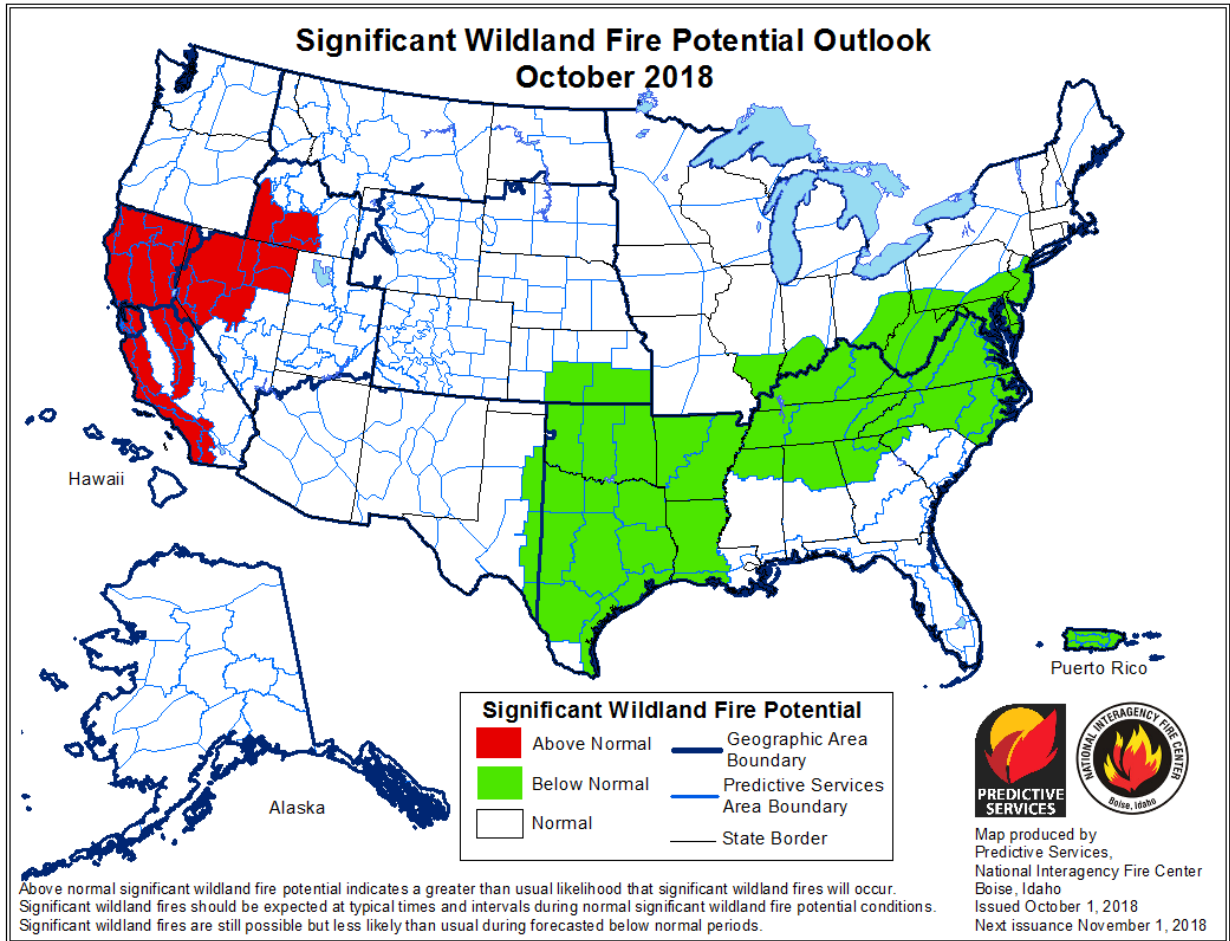 Significant Wildland Fire Potential Outlook
October 2018
Hawaii
Alaska
Puerto Rico
Significant Wildland Fire Potential
Above Normal
Below Normal
Normal
Geographic Area
Boundary
Predictive Services
Area Boundary
State Border
PREDICTIVE
SERVICES
NATIONAL INTERAGENCY FIRE CENTER
Boise, Idaho
Map produced by
Predictive Services,
National Interagency Fire Center
Boise, Idaho
Issued October 1, 2018
Next issuance November 1, 2018
Above normal significant wildland fire potential indicates a greater than usual likelihood that significant wildland fires will occur.
Significant wildland fires should be expected at typical times and intervals during normal significant wildland fire potential conditions.
Significant wildland fires are still possible but less likely than usual during forecasted below normal periods.